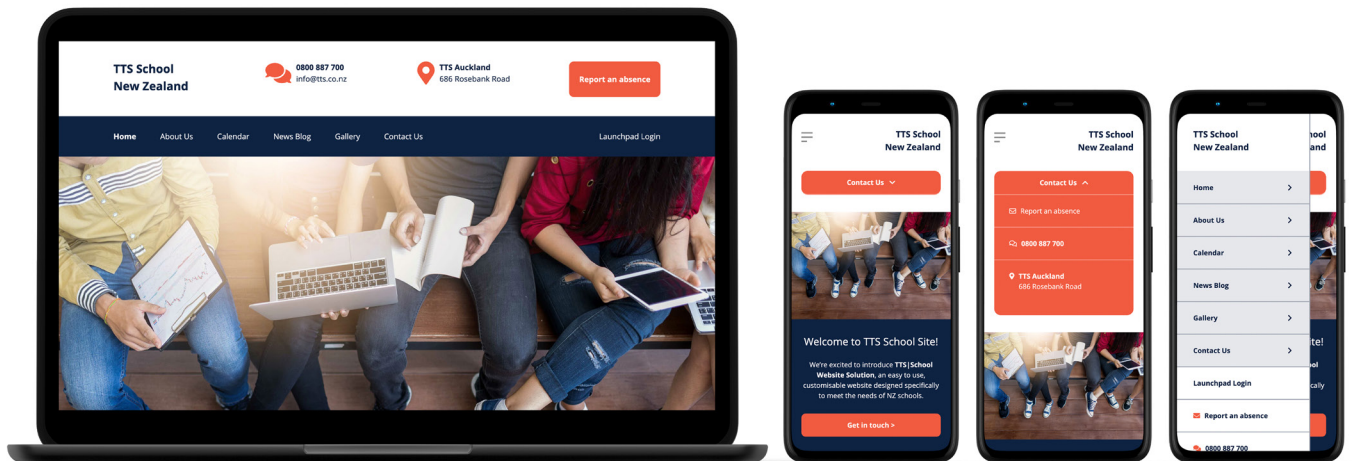 TTS School
New Zealand
0800 887 700
info@tts.co.nz
TTS Auckland
686 Rosebank Road
Report an absence
Home About Us Calendar News Blog Gallery Contact Us Launchpad Login
TTS School
New Zealand
Contact Us
Welcome to TTS School Site!
We're excited to introduce TTS|School
Website Solution, an easy to use,
customisable website designed specifically
to meet the needs of NZ schools.
Get in touch >
TTS School
New Zealand
Contact Us
Report an absence
0800 887 700
TTS Auckland
686 Rosebank Road
TTS School
New Zealand
Home
About Us
Calendar
News Blog
Gallery
Contact Us
Launchpad Login
Report an absence
0800 887 700